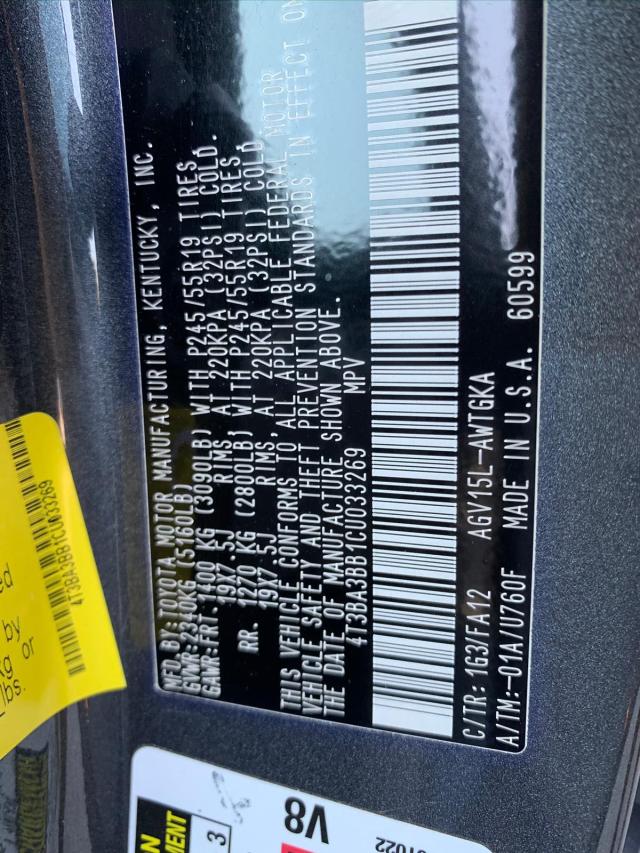 MFD.BY:TOYOTA MOTOR MANUFACTURING, KENTUCKY, INC.
GVWR:2340KG(5160LB)
GAWR:FRT.1400 KG (3090LB) WITH P245/55R19 TIRES
19X7.5J RIMS, AT 220KPA (32PSI) COLD.
RR. 1270 KG (2800LB) WITH P245/55R19 TIRES
19X7.5J RIMS,AT 220KPA (32PSI) COLD
THIS VEHICLE CONFORMS TO ALL APPLICABLE FEDERAL MOTOR
VEHICLE SAFETY AND THEFT PREVENTION STANDARDS IN EFFECT ON
THE DATE OF MANUFACTURE SHOWN ABOVE.
4T3BA3BB1CU033269 MPV
C/TR:1G3/FA12 AGV15L-AWTGKA
A/TM:-01A/U760F MADE IN U.S.A. 60599
4T3BA3BB1CU033269
by
kg or
lbs.
3
V8